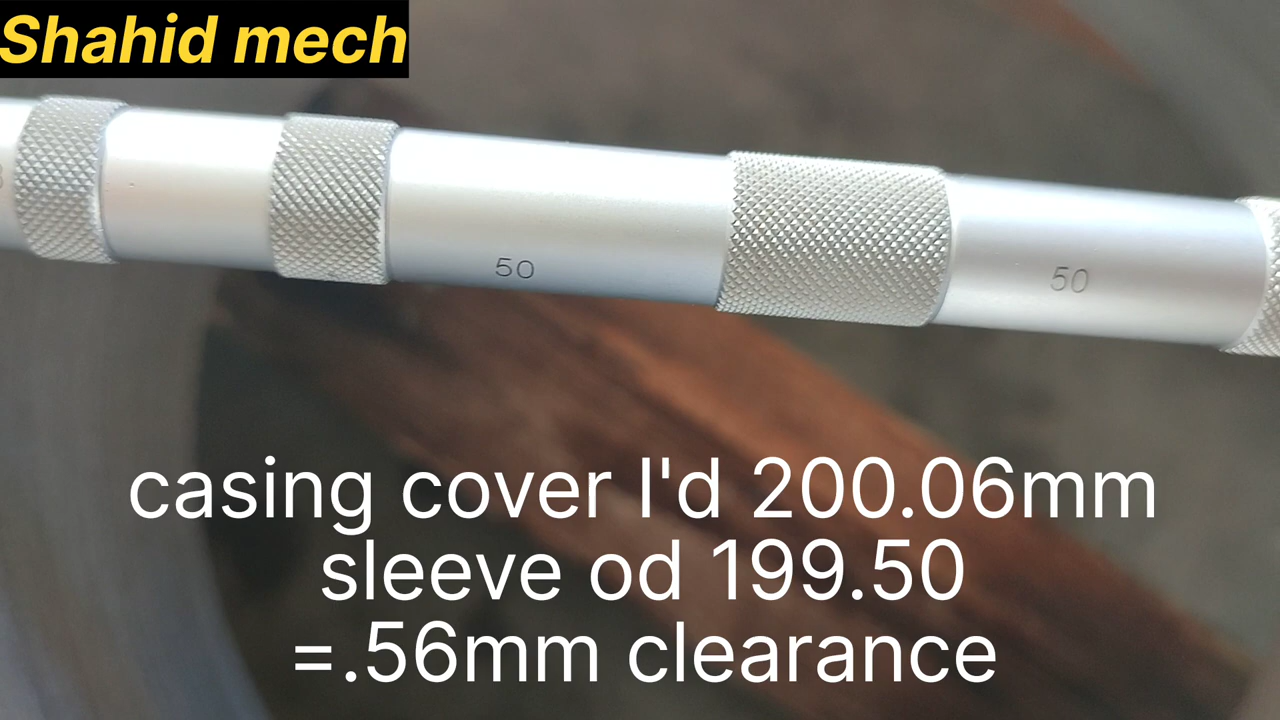 Shahid mech
50
50
casing cover I'd 200.06mm
sleeve od 199.50
=.56mm clearance